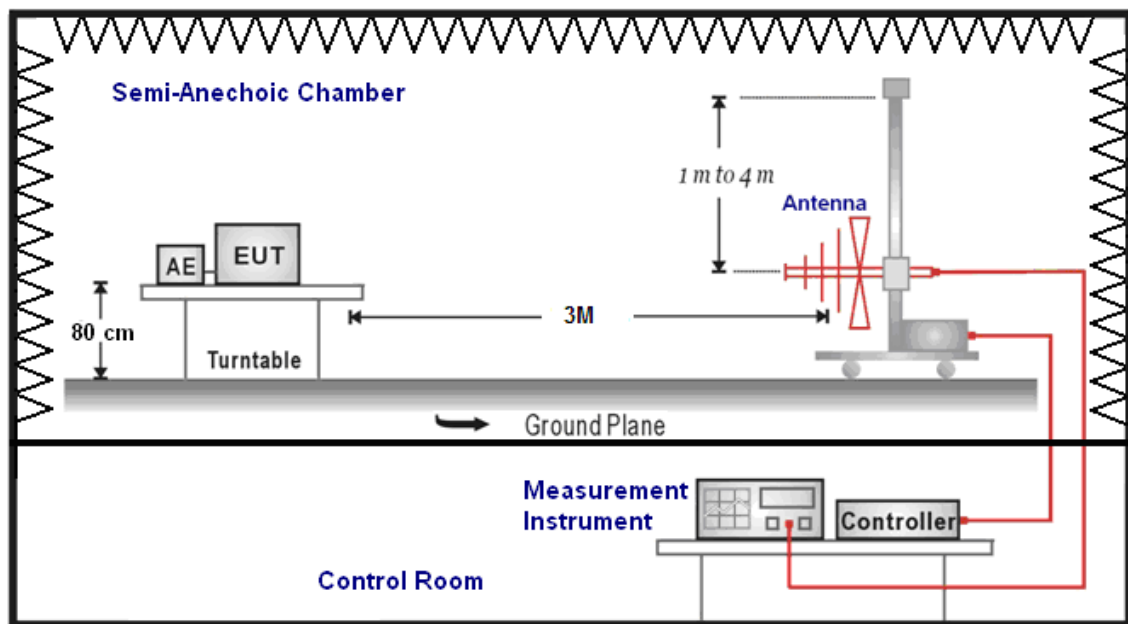 Semi-Anechoic Chamber
1 m to 4 m
Antenna
AE
EUT
80 cm
3M
Turntable
Ground Plane
Measurement
Instrument
Controller
Control Room